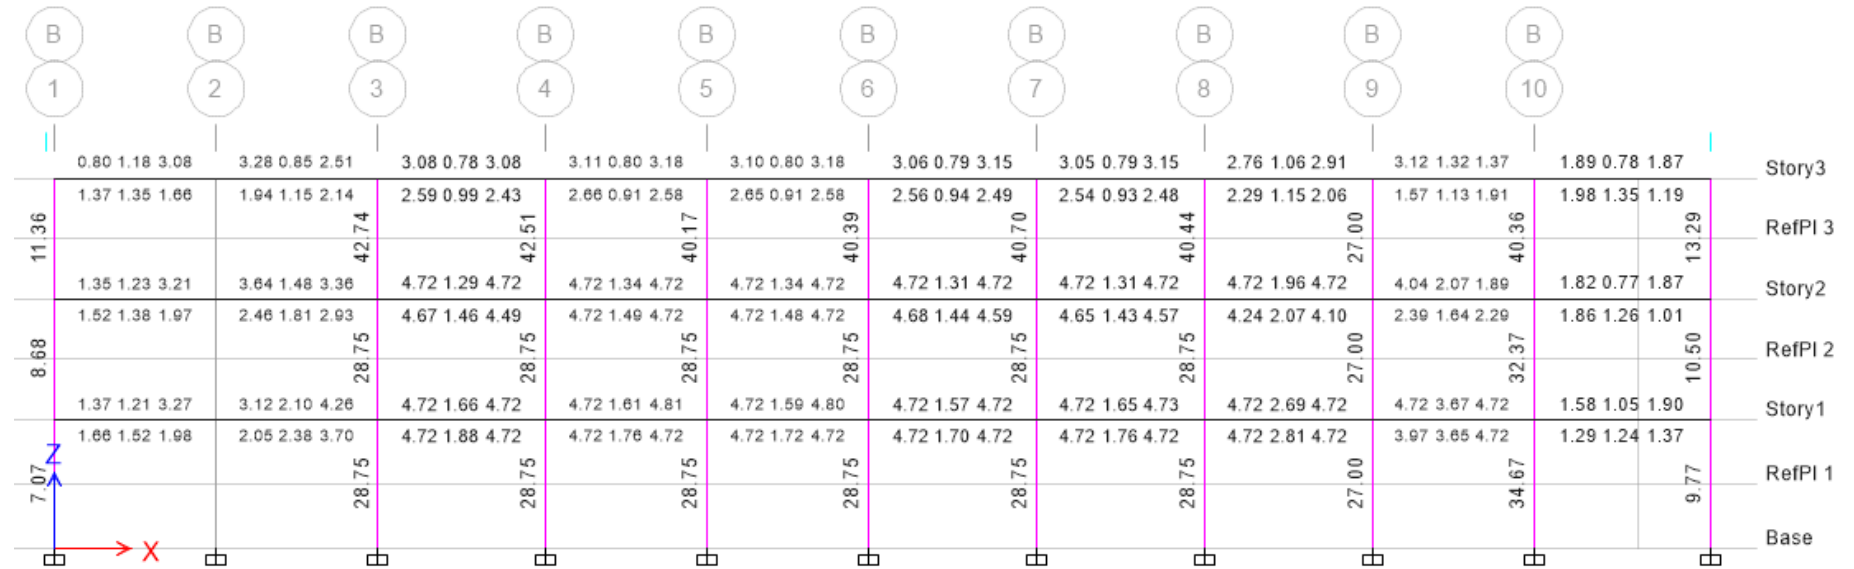 B B B B B B B B B B
1 2 3 4 5 6 7 8 9 10
0.80 1.18 3.08 3.28 0.85 2.51 3.08 0.78 3.08 3.11 0.80 3.18 3.10 0.80 3.18 3.06 0.79 3.15 3.05 0.79 3.15 2.76 1.06 2.91 3.12 1.32 1.37 1.89 0.78 1.87 Story3
1.37 1.35 1.66 1.94 1.15 2.14 2.59 0.99 2.43 2.66 0.91 2.58 2.65 0.91 2.58 2.56 0.94 2.49 2.54 0.93 2.48 2.29 1.15 2.06 1.57 1.13 1.91 1.98 1.35 1.19
11.36 42.74 42.51 40.17 40.39 40.70 40.44 27.00 40.36 13.29 RefPl 3
1.35 1.23 3.21 3.64 1.48 3.36 4.72 1.29 4.72 4.72 1.34 4.72 4.72 1.34 4.72 4.72 1.31 4.72 4.72 1.31 4.72 4.72 1.96 4.72 4.04 2.07 1.89 1.82 0.77 1.87 Story2
1.52 1.38 1.97 2.46 1.81 2.93 4.67 1.46 4.49 4.72 1.49 4.72 4.72 1.48 4.72 4.68 1.44 4.59 4.65 1.43 4.57 4.24 2.07 4.10 2.39 1.64 2.29 1.86 1.26 1.01
8.68 28.75 28.75 28.75 28.75 28.75 28.75 27.00 32.37 10.50 RefPl 2
1.37 1.21 3.27 3.12 2.10 4.26 4.72 1.66 4.72 4.72 1.61 4.81 4.72 1.59 4.80 4.72 1.57 4.72 4.72 1.65 4.73 4.72 2.69 4.72 4.72 3.67 4.72 1.58 1.05 1.90 Story1
1.66 1.52 1.98 2.05 2.38 3.70 4.72 1.88 4.72 4.72 1.76 4.72 4.72 1.72 4.72 4.72 1.70 4.72 4.72 1.76 4.72 4.72 2.81 4.72 3.97 3.65 4.72 1.29 1.24 1.37
Z
7.07 28.75 28.75 28.75 28.75 28.75 28.75 27.00 34.67 9.77 RefPl 1
X Base